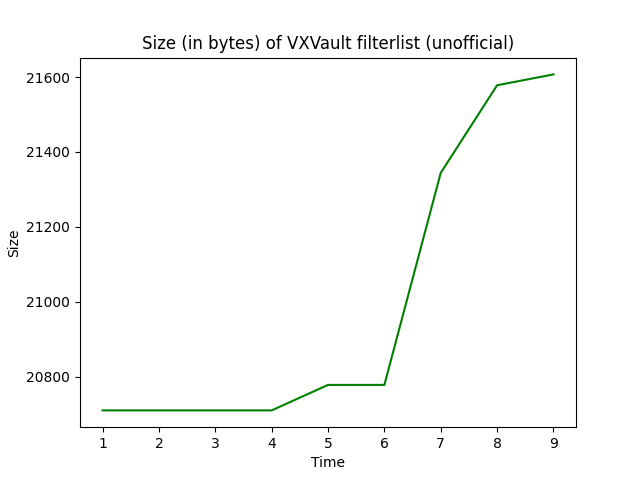 Size (in bytes) of VXVault filterlist (unofficial)
21600
21400
21200
21000
20800
Size
1 2 3 4 5 6 7 8 9
Time